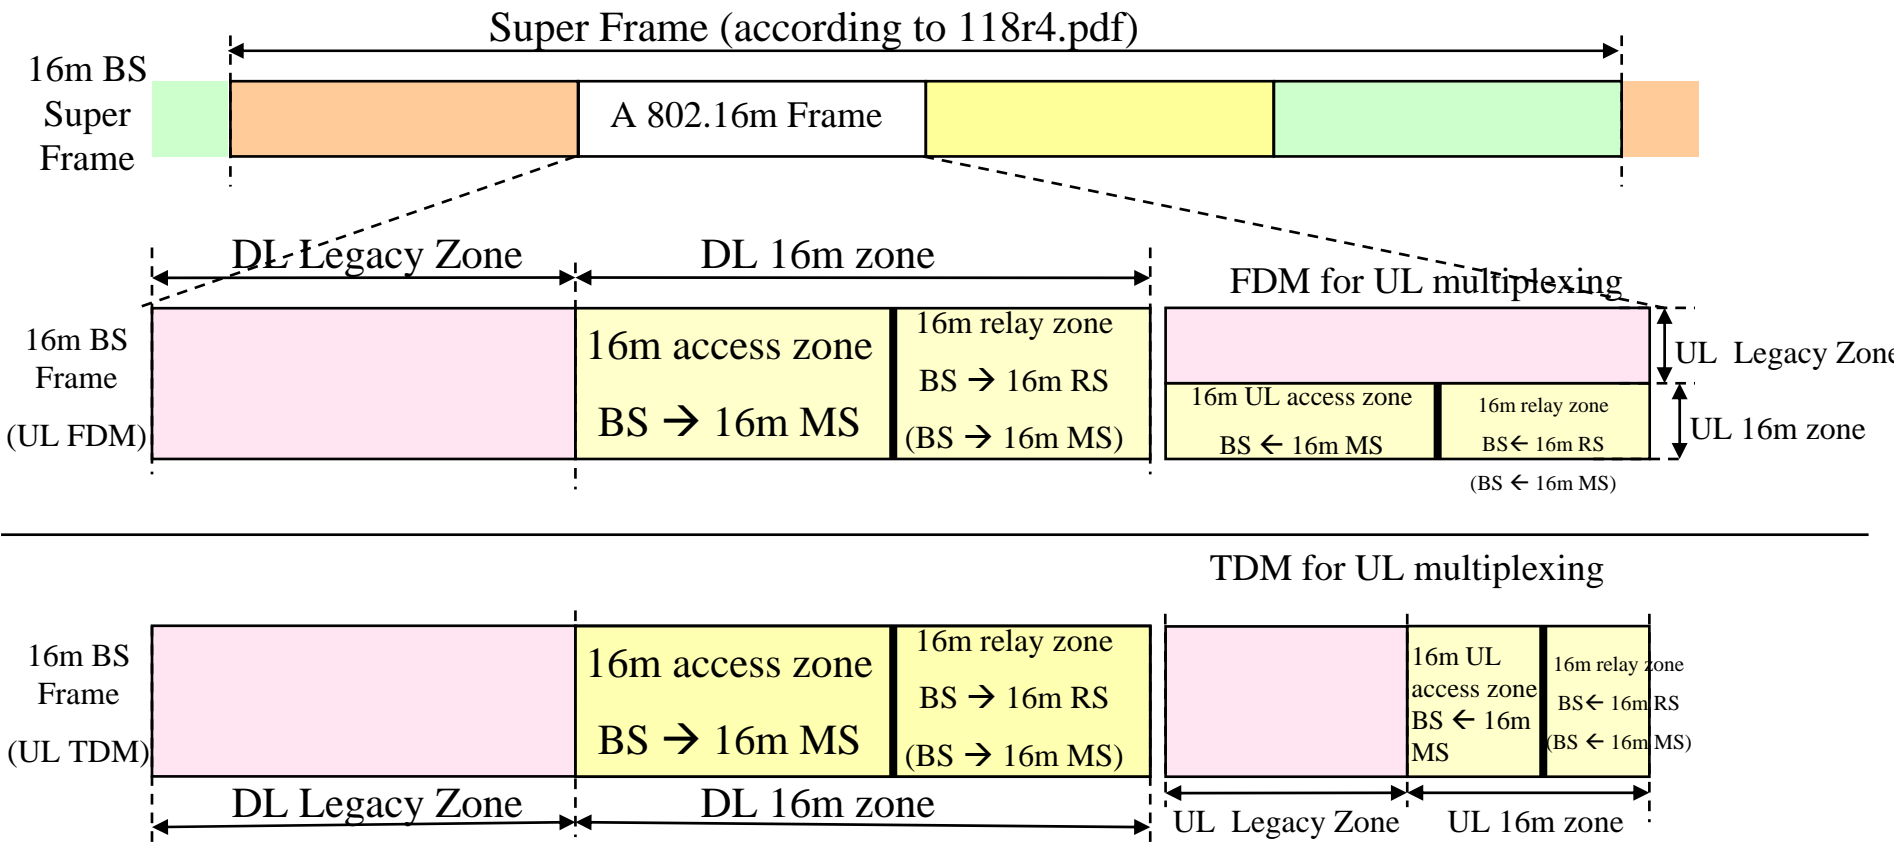 Super Frame (according to 118r4.pdf)
16m BS
Super
Frame
A 802.16m Frame
DL Legacy Zone
DL 16m zone
FDM for UL multiplexing
16m BS
Frame
(UL FDM)
16m access zone
BS → 16m MS
16m relay zone
BS → 16m RS
(BS → 16m MS)
16m UL access zone
BS ← 16m MS
16m relay zone
BS← 16m RS
(BS ← 16m MS)
UL Legacy Zone
UL 16m zone
TDM for UL multiplexing
16m BS
Frame
(UL TDM)
16m access zone
BS → 16m MS
16m relay zone
BS → 16m RS
(BS → 16m MS)
16m UL
access zone
BS ← 16m
MS
16m relay zone
BS← 16m RS
(BS ← 16m MS)
DL Legacy Zone
DL 16m zone
UL Legacy Zone
UL 16m zone